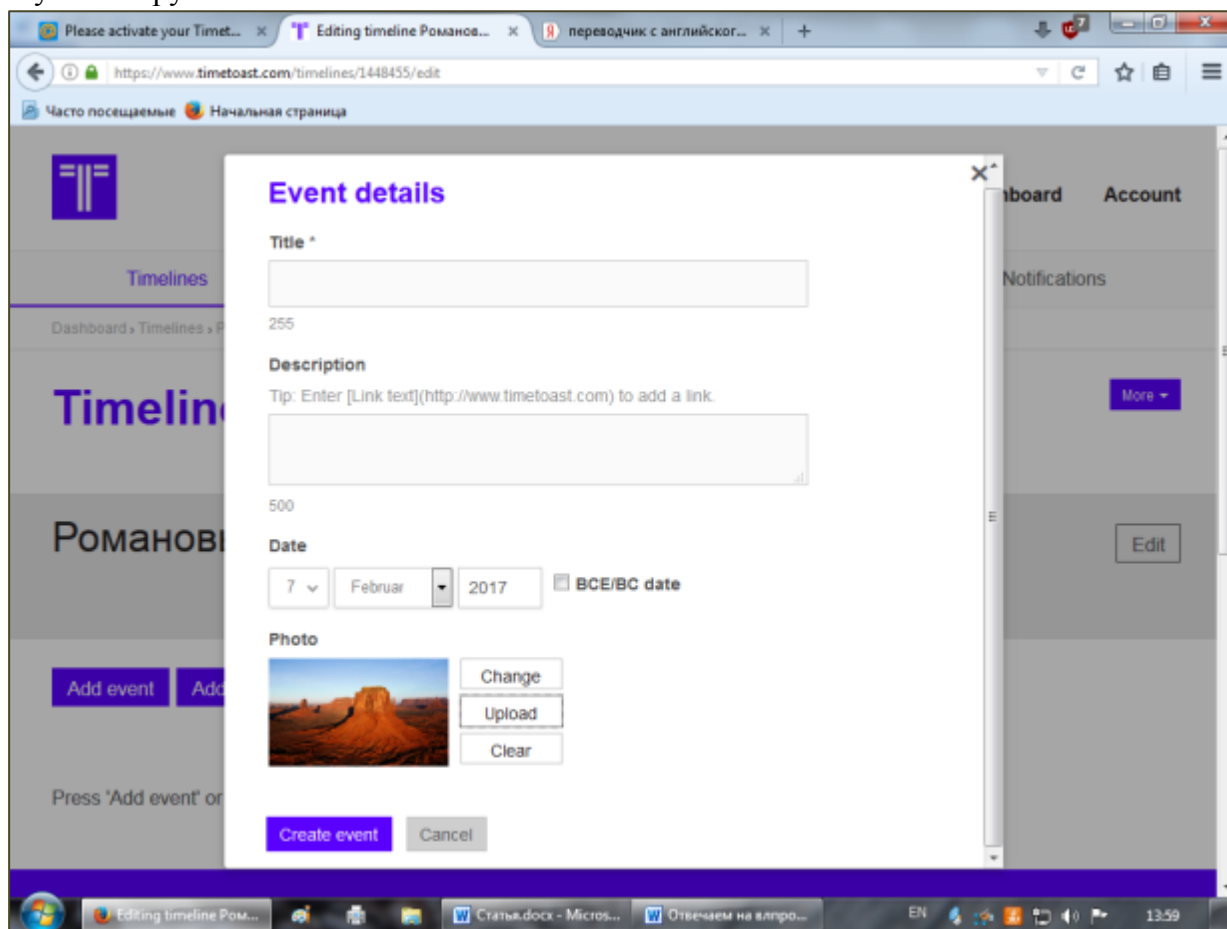 Please activate your Timet...
Editing timeline Романов...
переводчик с английског...
https://www.timetoast.com/timelines/1448455/edit
Часто посещаемые Начальная страница
Event details
hboard Account
Title *
Timelines
Notifications
255
Dashboard › Timelines › P
Description
Tip: Enter [Link text](http://www.timetoast.com) to add a link.
Timelin
More
500
Романов
Edit
Date
7 Februar 2017 BCE/BC date
Photo
Change
Add event Add
Upload
Clear
Press 'Add event' or
Create event Cancel
Editing timeline Ром... Статья.docx - Micros... Отвечаем на влпро... EN 13:59